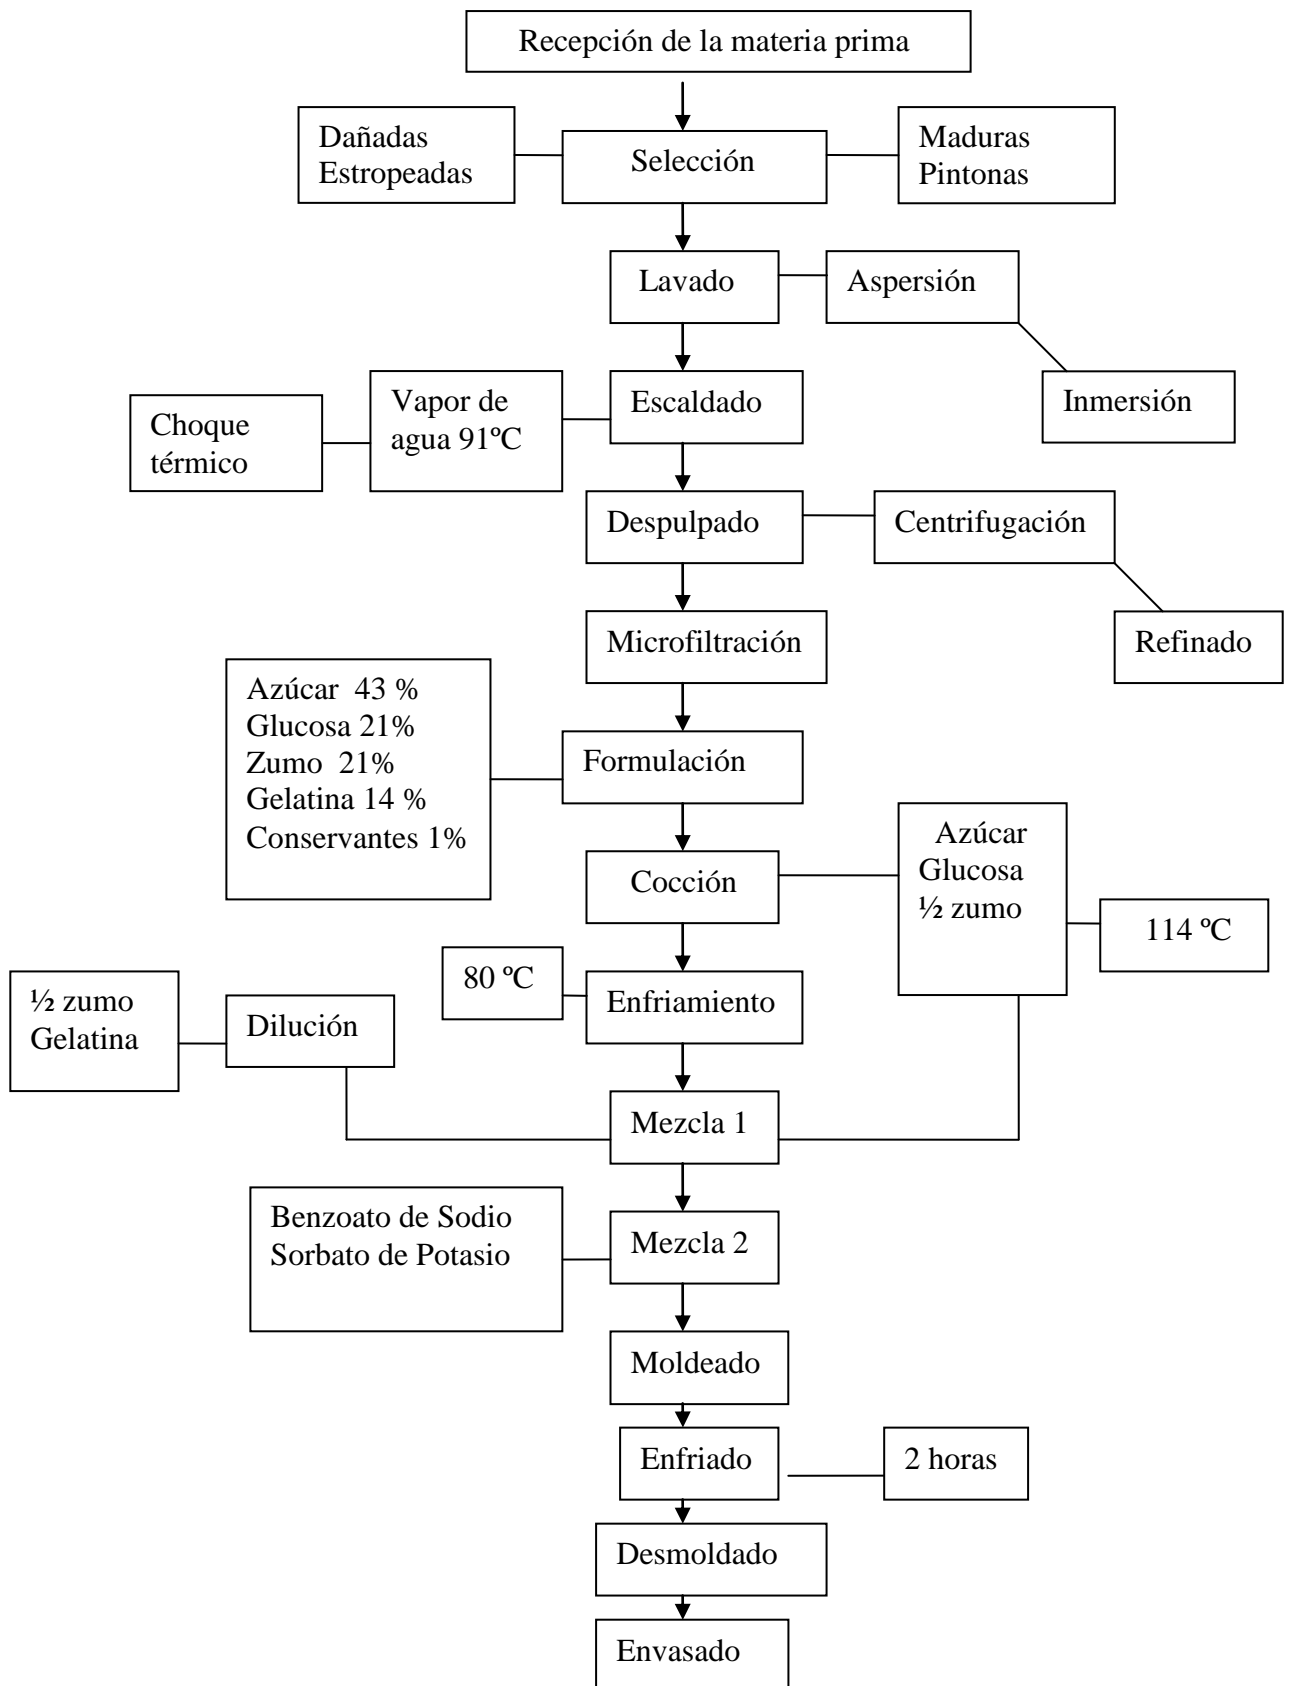 Recepción de la materia prima
Dañadas
Estropeadas
Selección
Maduras
Pintonas
Lavado
Aspersión
Inmersión
Choque
térmico
Vapor de
agua 91ºC
Escaldado
Despulpado
Centrifugación
Refinado
Microfiltración
Azúcar  43 %
Glucosa 21%
Zumo  21%
Gelatina 14 %
Conservantes 1%
Formulación
Cocción
Azúcar
Glucosa
½ zumo
114 ºC
80 ºC
Enfriamiento
½ zumo
Gelatina
Dilución
Mezcla 1
Benzoato de Sodio
Sorbato de Potasio
Mezcla 2
Moldeado
Enfriado
2 horas
Desmoldado
Envasado